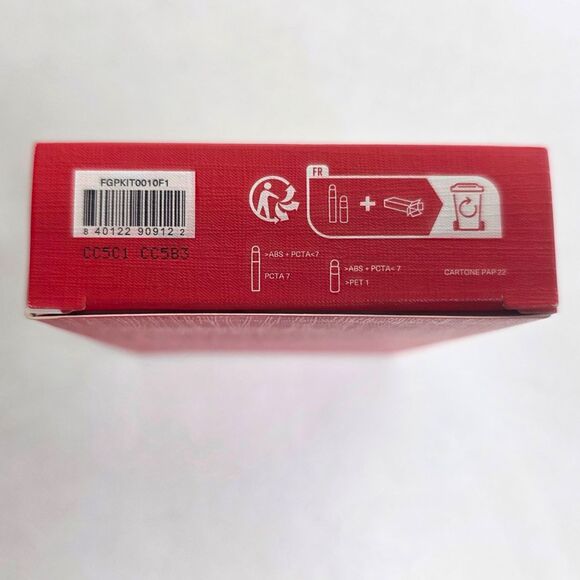 FGPKIT0010F1
8 40122 90912 2
CC5C1 CC5B3
FR
>ABS + PCTA<7
PCTA 7
>ABS + PCTA< 7
>PET 1
CARTONE PAP 22